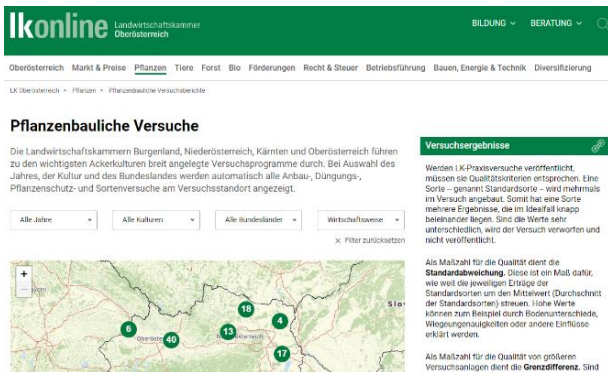 lkonline Landwirtschaftskammer
Oberösterreich
BILDUNG BERATUNG
Oberösterreich Markt & Preise Pflanzen Tiere Forst Bio Förderungen Recht & Steuer Betriebsführung Bauen, Energie & Technik Diversifizierung
LK Oberösterreich > Pflanzen > Pflanzenbauliche Versuchsberichte
Pflanzenbauliche Versuche
Die Landwirtschaftskammern Burgenland, Niederösterreich, Kärnten und Oberösterreich führen
zu den wichtigsten Ackerkulturen breit angelegte Versuchsprogramme durch. Bei Auswahl des
Jahres, der Kultur und des Bundeslandes werden automatisch alle Anbau-, Düngungs-,
Pflanzenschutz- und Sortenversuche am Versuchsstandort angezeigt.
Alle Jahre Alle Kulturen Alle Bundesländer Wirtschaftsweise
× Filter zurücksetzen
+
−
18
4
6
13
40
17
Versuchsergebnisse
Werden LK-Praxisversuche veröffentlicht,
müssen sie Qualitätskriterien entsprechen. Eine
Sorte – genannt Standardsorte – wird mehrmals
im Versuch angebaut. Somit hat eine Sorte
mehrere Ergebnisse, die im Idealfall knapp
beieinander liegen. Sind die Werte sehr
unterschiedlich, wird der Versuch verworfen und
nicht veröffentlicht.
Als Maßzahl für die Qualität dient die
Standardabweichung. Diese ist ein Maß dafür,
wie weit die jeweiligen Erträge der
Standardsorten um den Mittelwert (Durchschnitt
der Standardsorten) streuen. Hohe Werte
können zum Beispiel durch Bodenunterschiede,
Wiegeungenauigkeiten oder andere Einflüsse
erklärt werden.
Als Maßzahl für die Qualität von größeren
Versuchsanlagen dient die Grenzdifferenz. Sind